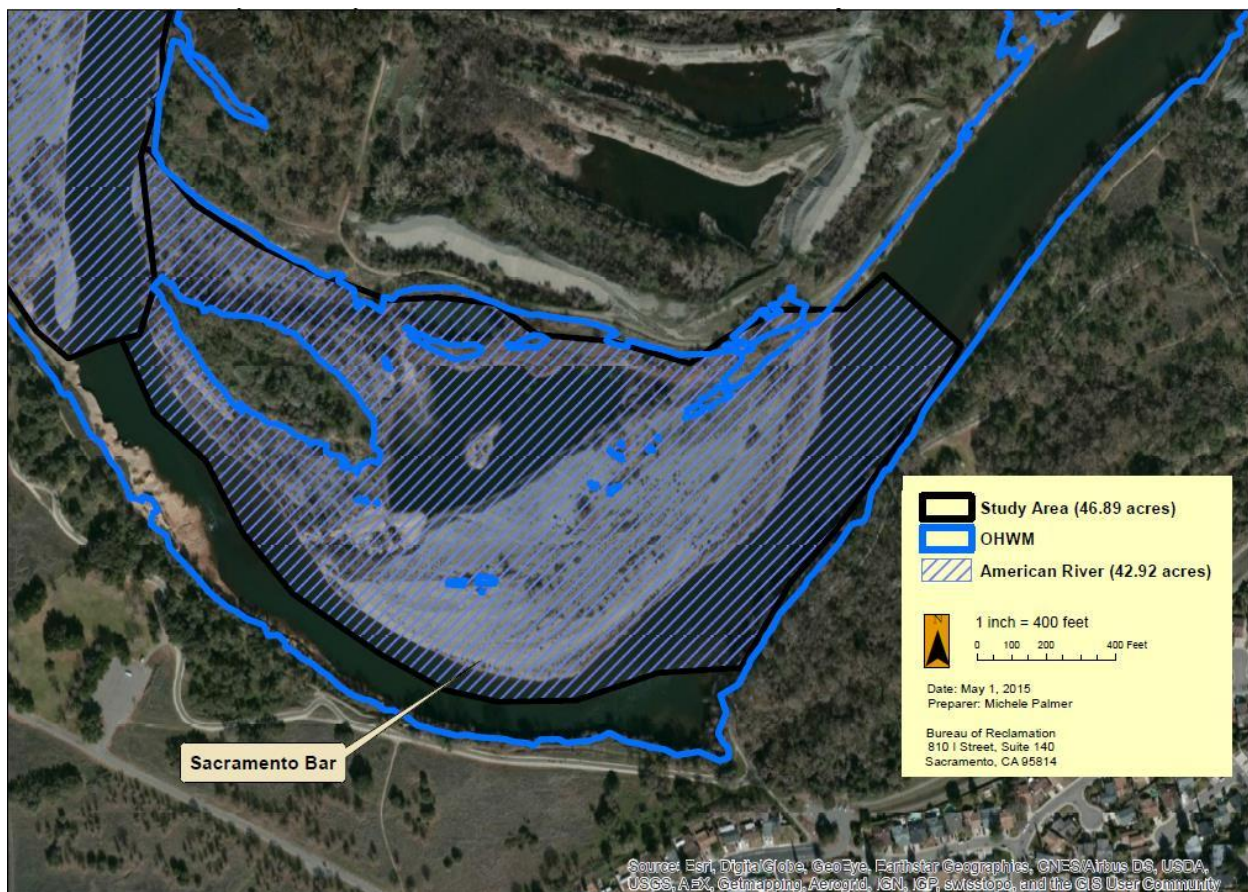 Study Area (46.89 acres)
OHWM
American River (42.92 acres)
N
1 inch = 400 feet
0 100 200 400 Feet
Date: May 1, 2015
Preparer: Michele Palmer
Bureau of Reclamation
810 I Street, Suite 140
Sacramento, CA 95814
Sacramento Bar
Source: Esri, DigitalGlobe, GeoEye, Earthstar Geographics, CNES/Airbus DS, USDA,
USGS, AEX, Getmapping, Aerogrid, IGN, IGP, swisstopo, and the GIS User Community